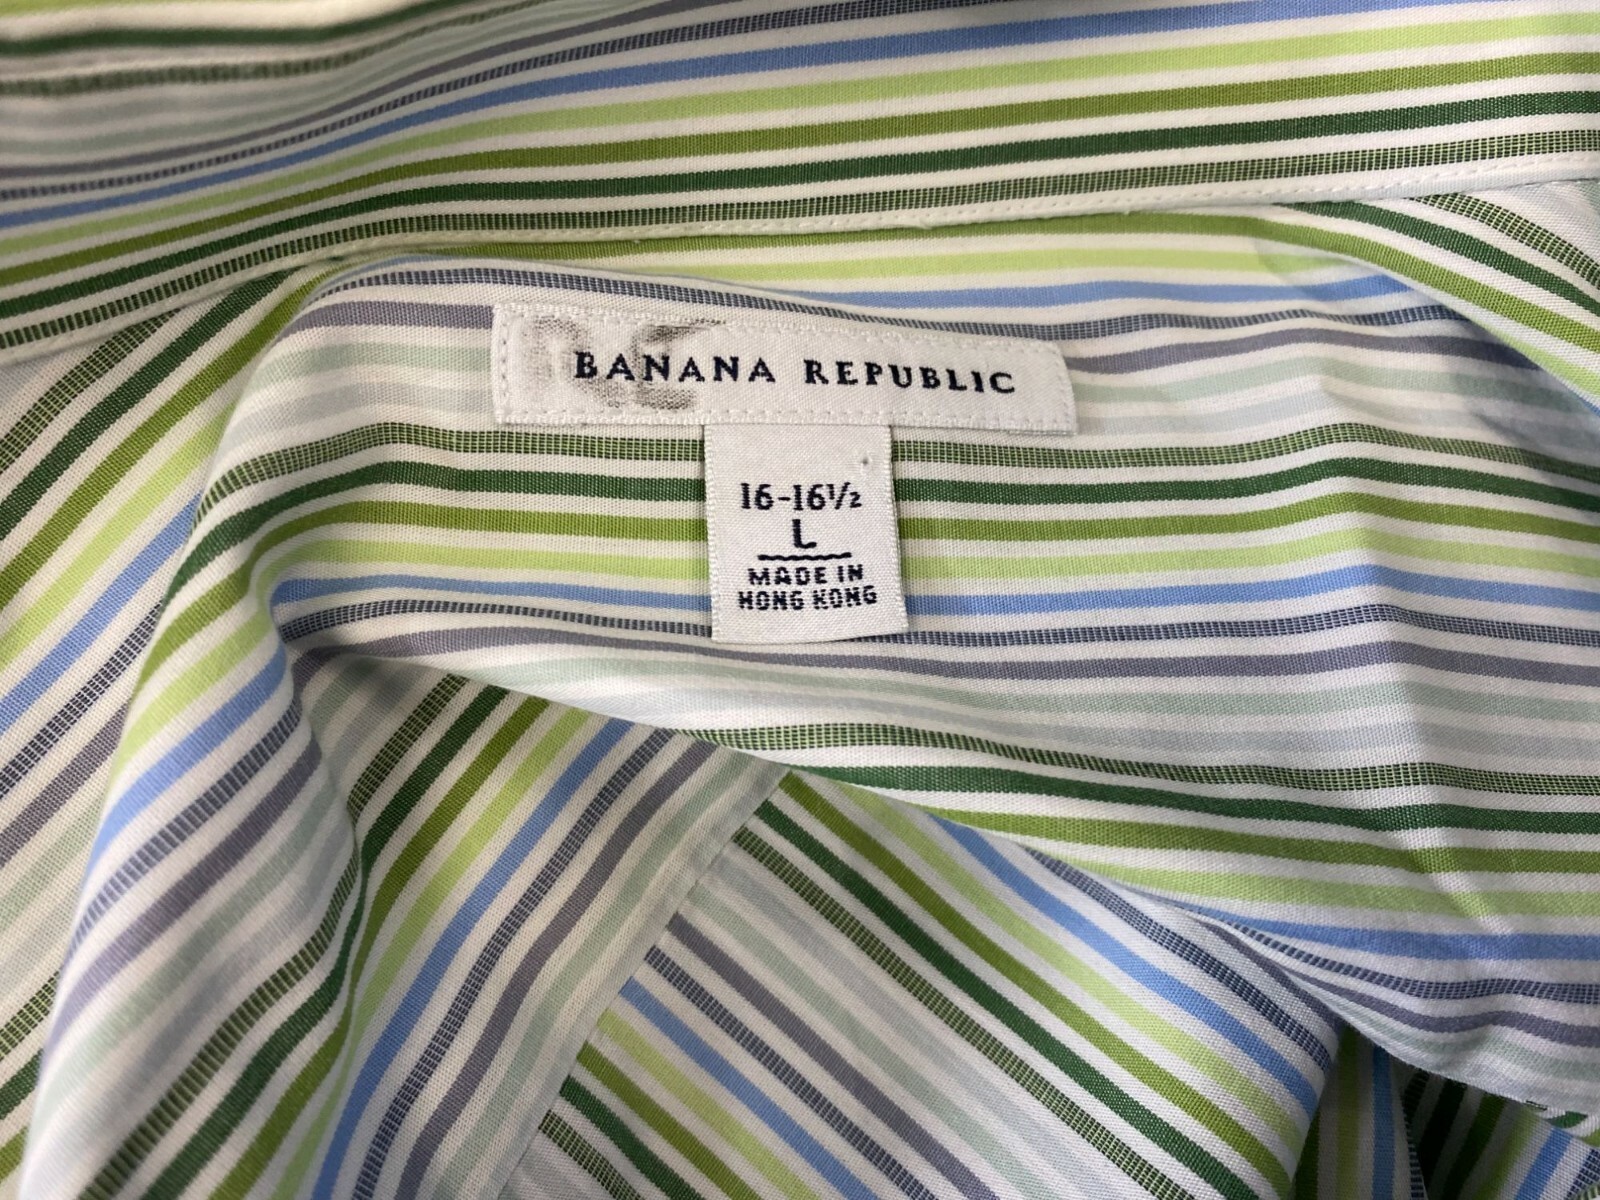 BANANA REPUBLIC
16-16½
L
MADE IN
HONG KONG